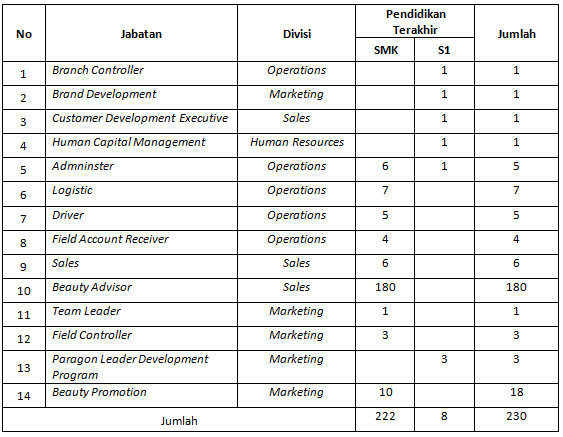 No Jabatan Divisi Pendidikan Terakhir Jumlah
SMK S1
1 Branch Controller Operations 1 1
2 Brand Development Marketing 1 1
3 Customer Development Executive Sales 1 1
4 Human Capital Management Human Resources 1 1
5 Admninster Operations 6 1 5
6 Logistic Operations 7 7
7 Driver Operations 5 5
8 Field Account Receiver Operations 4 4
9 Sales Sales 6 6
10 Beauty Advisor Sales 180 180
11 Team Leader Marketing 1 1
12 Field Controller Marketing 3 3
13 Paragon Leader Development Program Marketing 3 3
14 Beauty Promotion Marketing 10 18
Jumlah 222 8 230